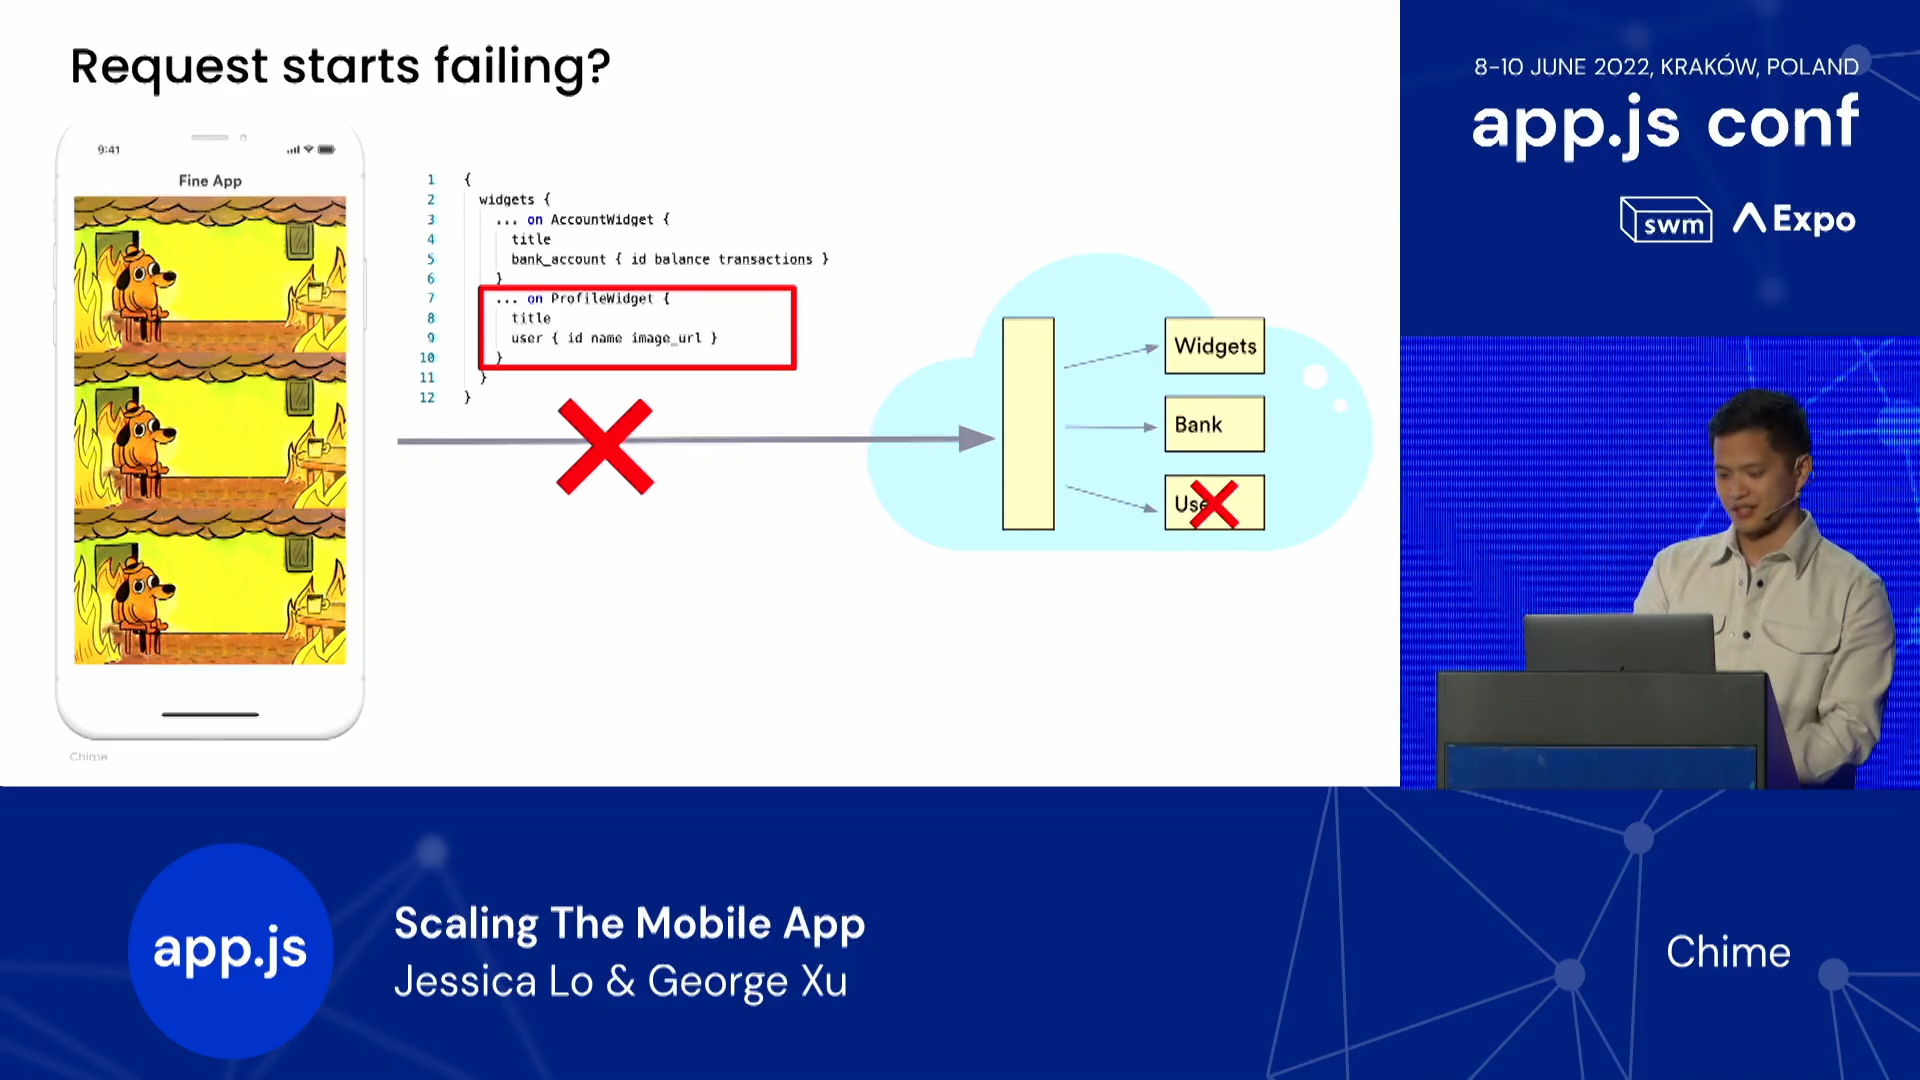 Request starts failing?
9:41
Fine App
1 {
2 widgets {
3 ... on AccountWidget {
4 title
5 bank_account { id balance transactions }
6 }
7 ... on ProfileWidget {
8 title
9 user { id name image_url }
10 }
11 }
12 }
Widgets
Bank
Use
Chime
8-10 JUNE 2022, KRAKÓW, POLAND
app.js conf
swm
Expo
app.js
Scaling The Mobile App
Jessica Lo & George Xu
Chime